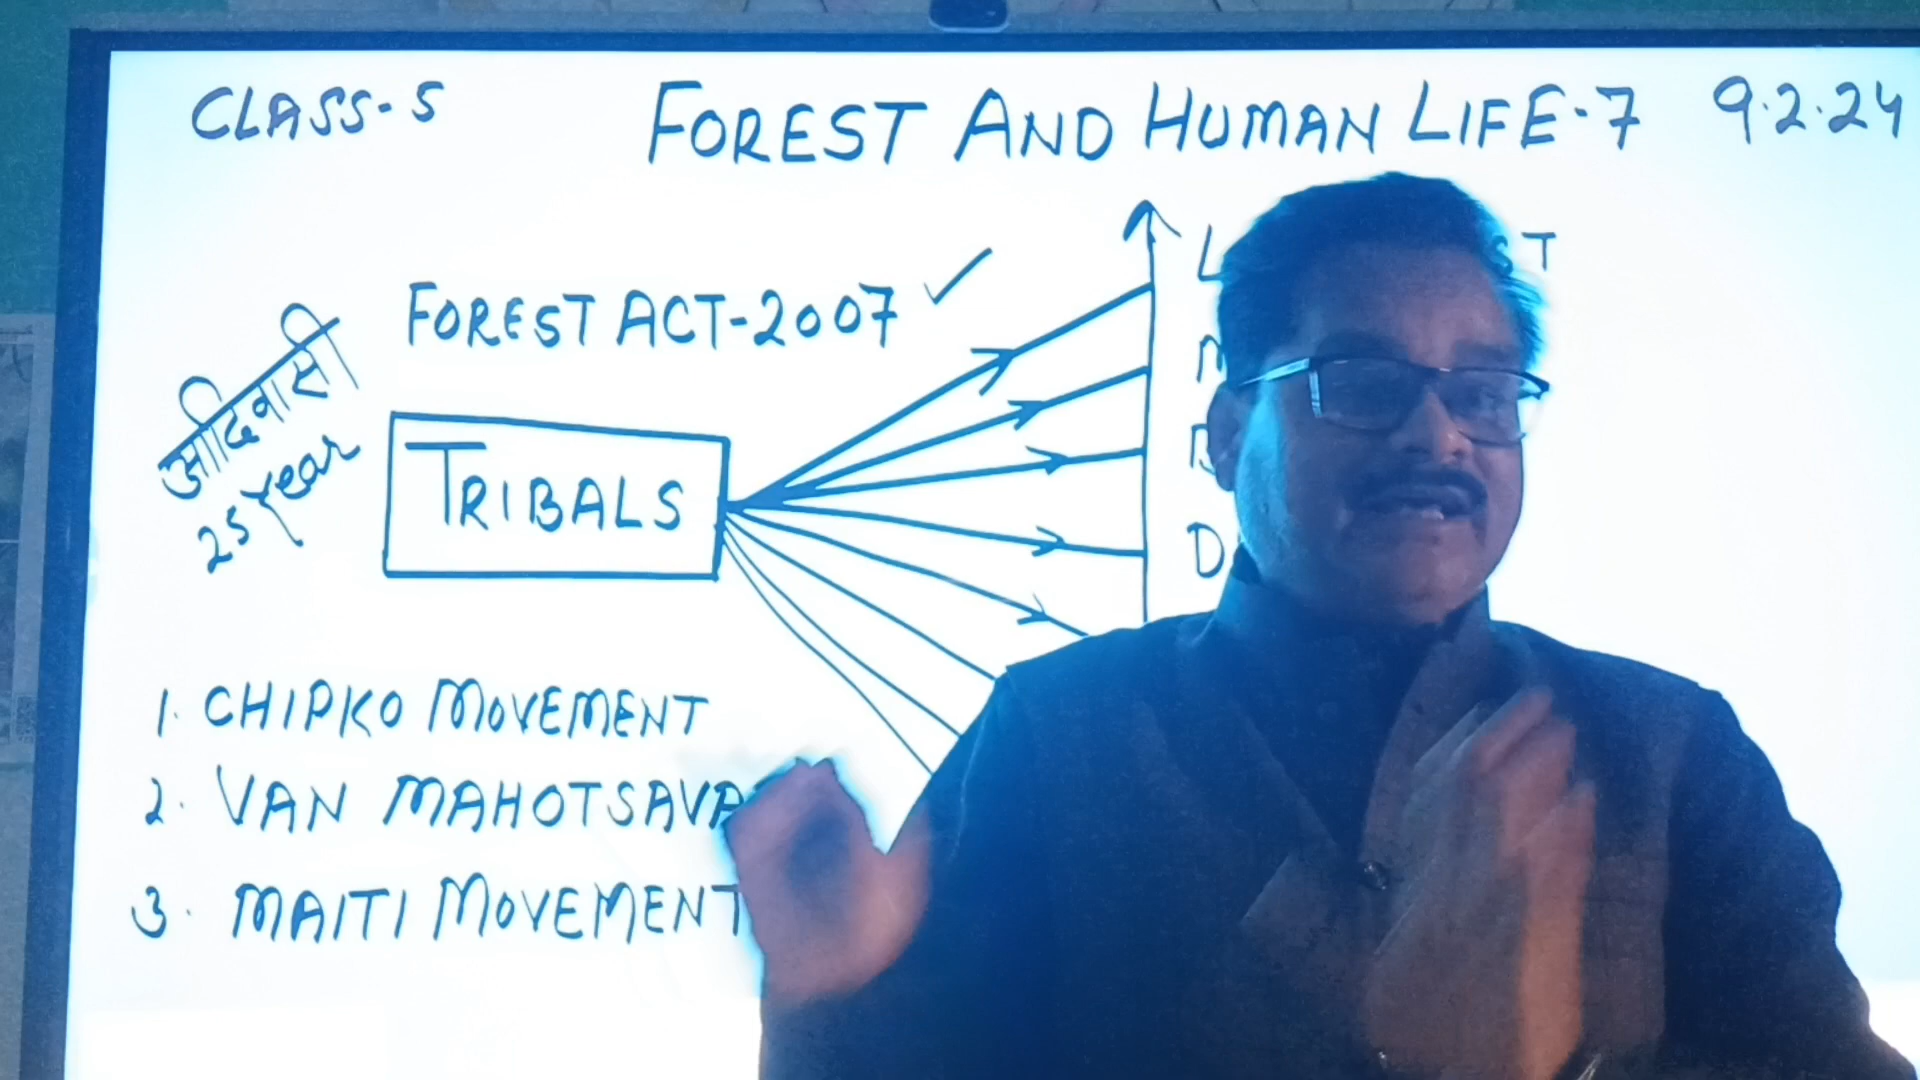 CLASS-5 FOREST AND HUMAN LIFE-7 9.2.24
FOREST ACT-2007
आदिवासी
25 year
TRIBALS
D
1. CHIPKO MOVEMENT
2. VAN MAHOTSAVA
3. MAITI MOVEMENT